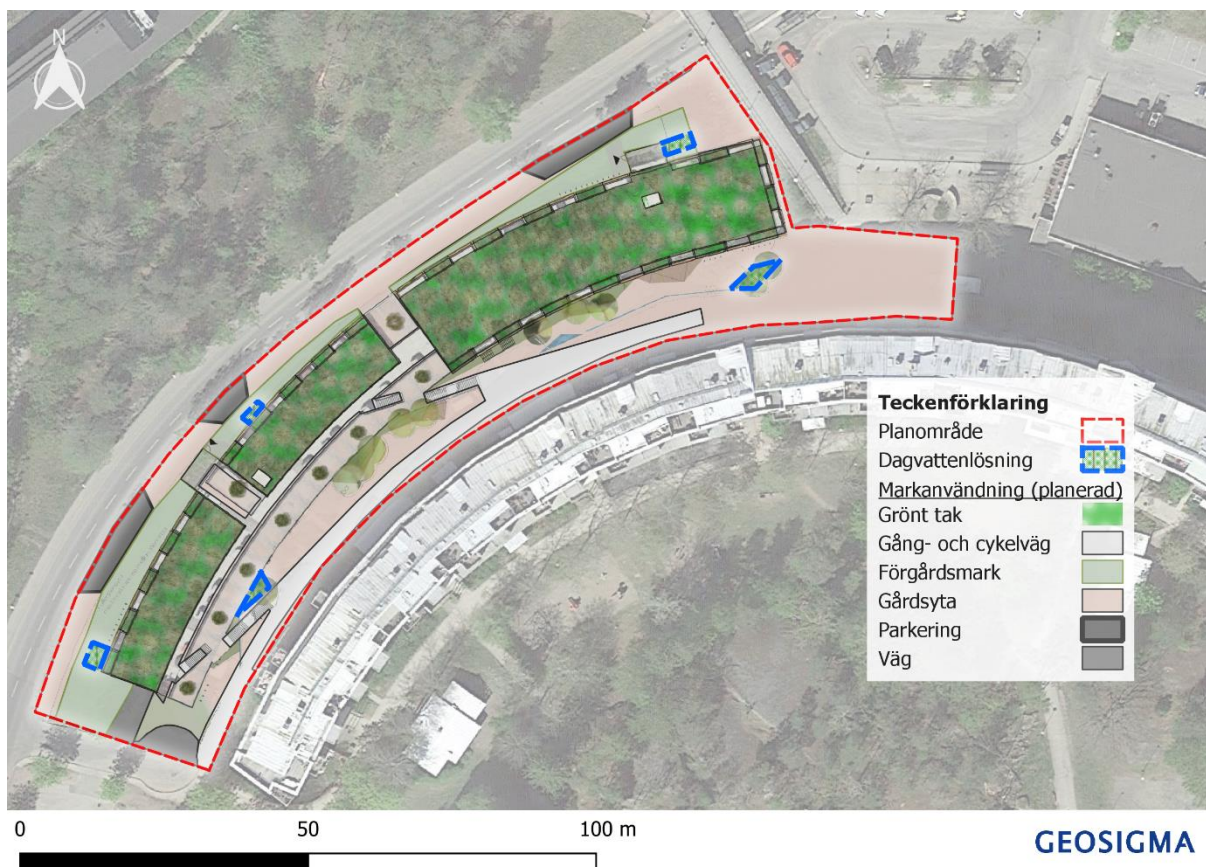 N
Teckenförklaring
Planområde
Dagvattenlösning
Markanvändning (planerad)
Grönt tak
Gång- och cykelväg
Förgårdsmark
Gårdsyta
Parkering
Väg
0 50 100 m
GEOSIGMA